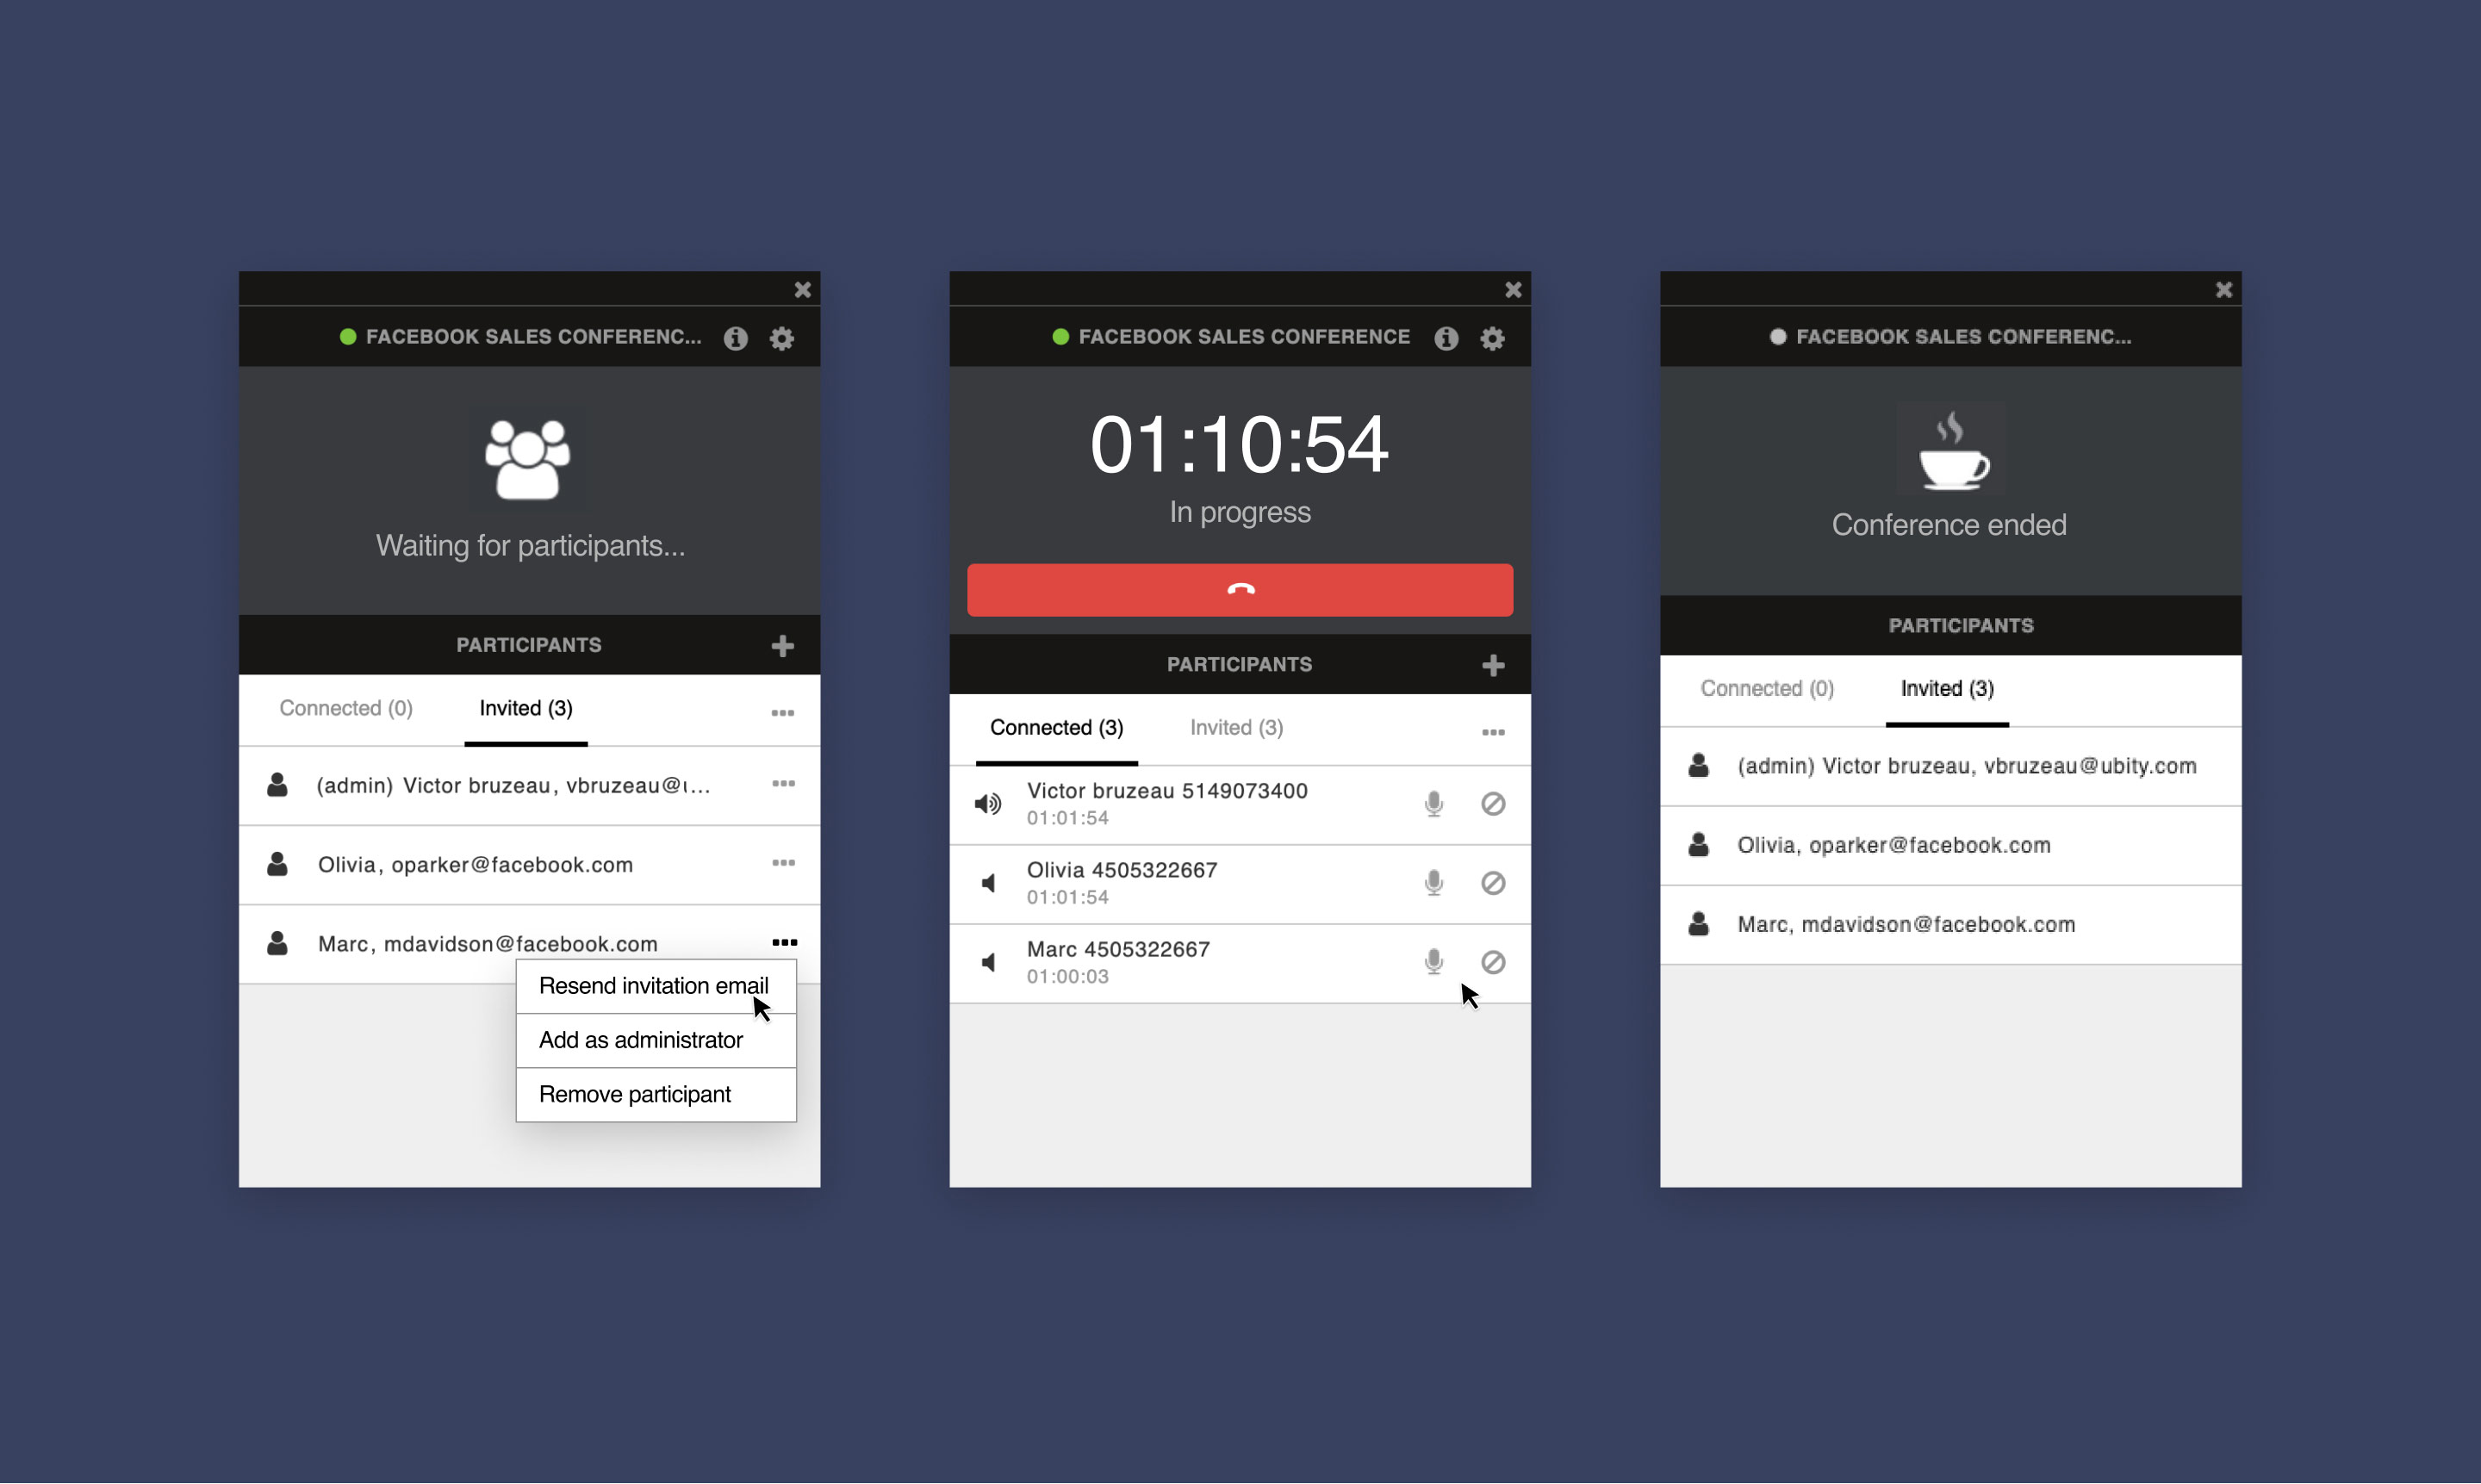 FACEBOOK SALES CONFERENC...
Waiting for participants...
PARTICIPANTS
Connected (0) Invited (3)
(admin) Victor bruzeau, vbruzeau@...
Olivia, oparker@facebook.com
Marc, mdavidson@facebook.com
Resend invitation email
Add as administrator
Remove participant
FACEBOOK SALES CONFERENCE
01:10:54
In progress
PARTICIPANTS
Connected (3) Invited (3)
Victor bruzeau 5149073400
01:01:54
Olivia 4505322667
01:01:54
Marc 4505322667
01:00:03
FACEBOOK SALES CONFERENC...
Conference ended
PARTICIPANTS
Connected (0) Invited (3)
(admin) Victor bruzeau, vbruzeau@ubity.com
Olivia, oparker@facebook.com
Marc, mdavidson@facebook.com